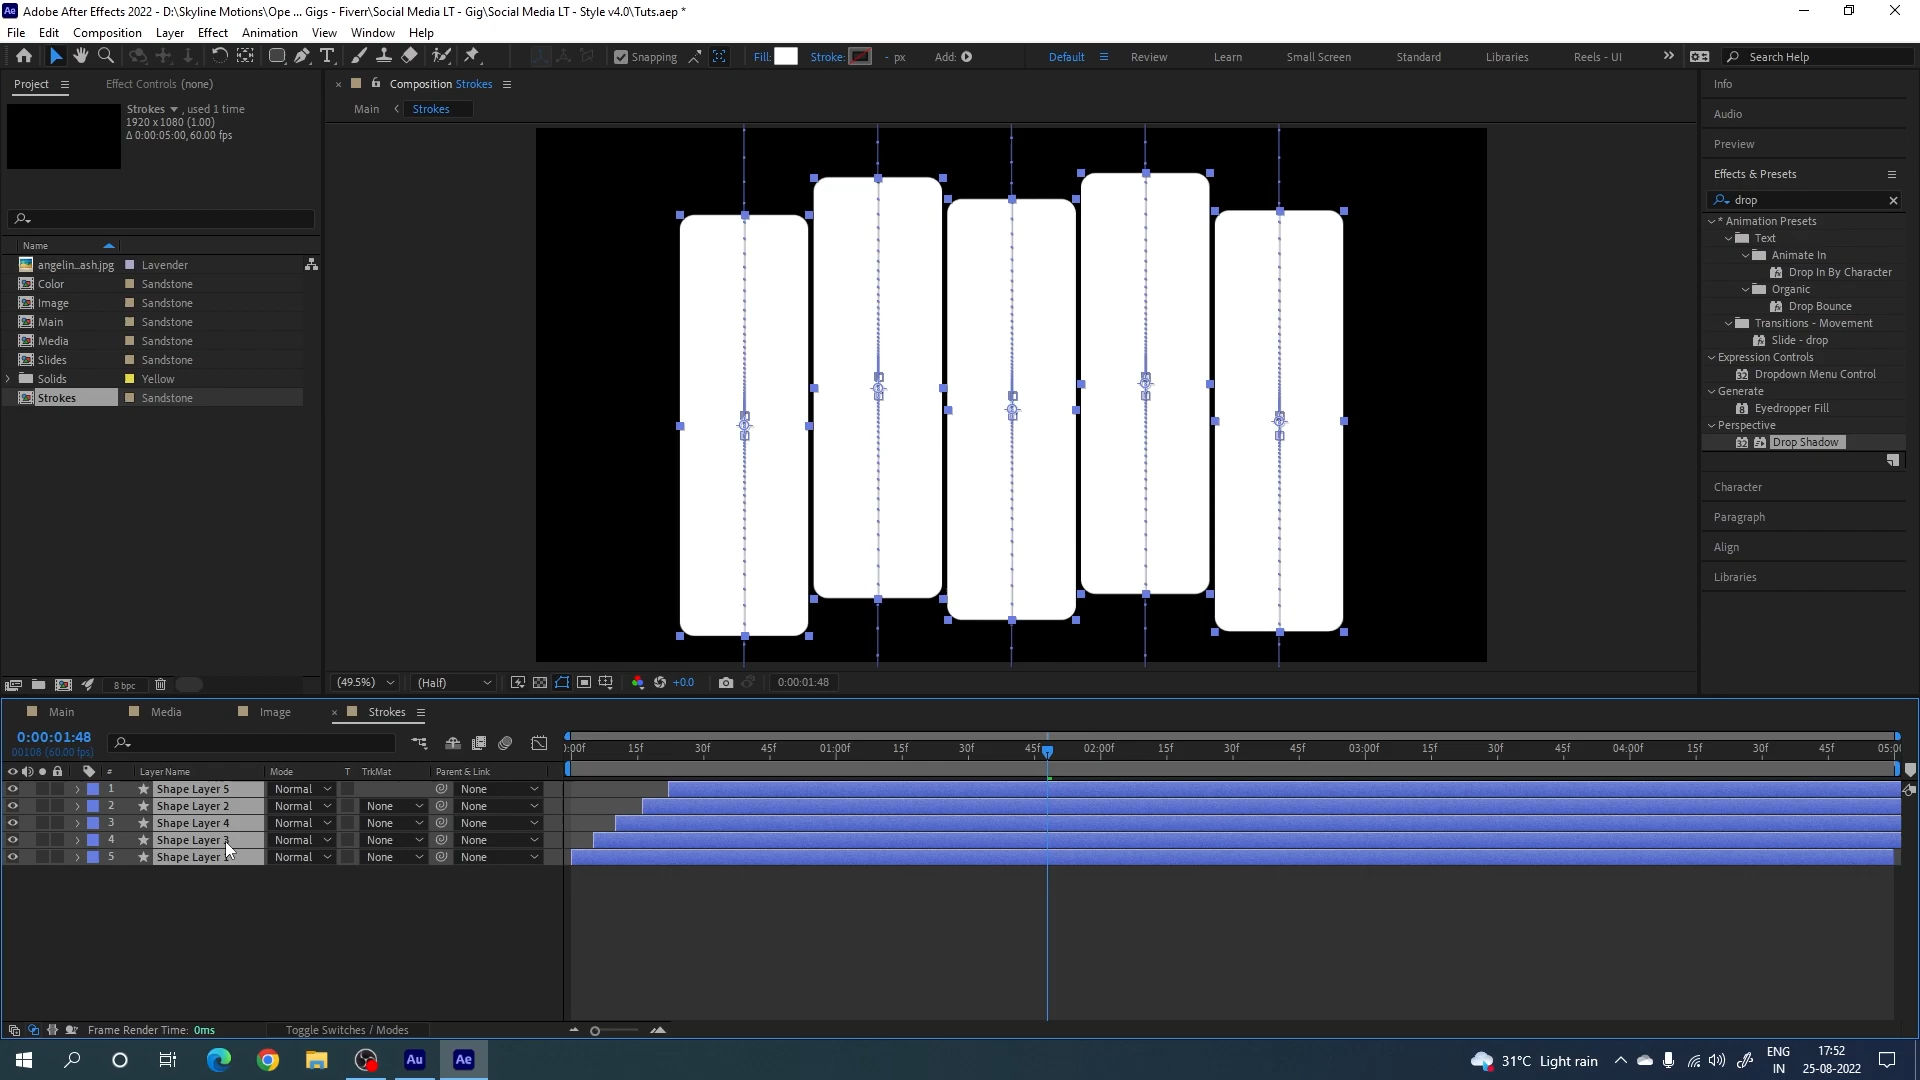 Adobe After Effects 2022 - D:\Skyline Motions\Ope ... Gigs - Fiverr\Social Media LT - Gig\Social Media LT - Style v4.0\Tuts.aep *
File Edit Composition Layer Effect Animation View Window Help
Snapping Fill: Stroke: - px Add: Default Review Learn Small Screen Standard Libraries Reels - UI Search Help
Project Effect Controls (none)
Strokes , used 1 time
1920 x 1080 (1.00)
Δ 0:00:05:00, 60.00 fps
Name
angelin...ash.jpg Lavender
Color Sandstone
Image Sandstone
Main Sandstone
Media Sandstone
Slides Sandstone
Solids Yellow
Strokes Sandstone
8 bpc
Composition Strokes
Main Strokes
(49.5%) (Half) +0.0 0:00:01:48
Info
Audio
Preview
Effects & Presets
drop
* Animation Presets
Text
Animate In
Drop In By Character
Organic
Drop Bounce
Transitions - Movement
Slide - drop
Expression Controls
Dropdown Menu Control
Generate
Eyedropper Fill
Perspective
Drop Shadow
Character
Paragraph
Align
Libraries
Main Media Image Strokes
0:00:01:48
00108 (60.00 fps)
:00f 15f 30f 45f 01:00f 15f 30f 45f 02:00f 15f 30f 45f 03:00f 15f 30f 45f 04:00f 15f 30f 45f 05:0
# Layer Name Mode T TrkMat Parent & Link
1 Shape Layer 5 Normal None
2 Shape Layer 2 Normal None None
3 Shape Layer 4 Normal None None
4 Shape Layer 3 Normal None None
5 Shape Layer Normal None None
Frame Render Time: 0ms Toggle Switches / Modes
Au Ae 31°C Light rain ENG IN 17:52 25-08-2022